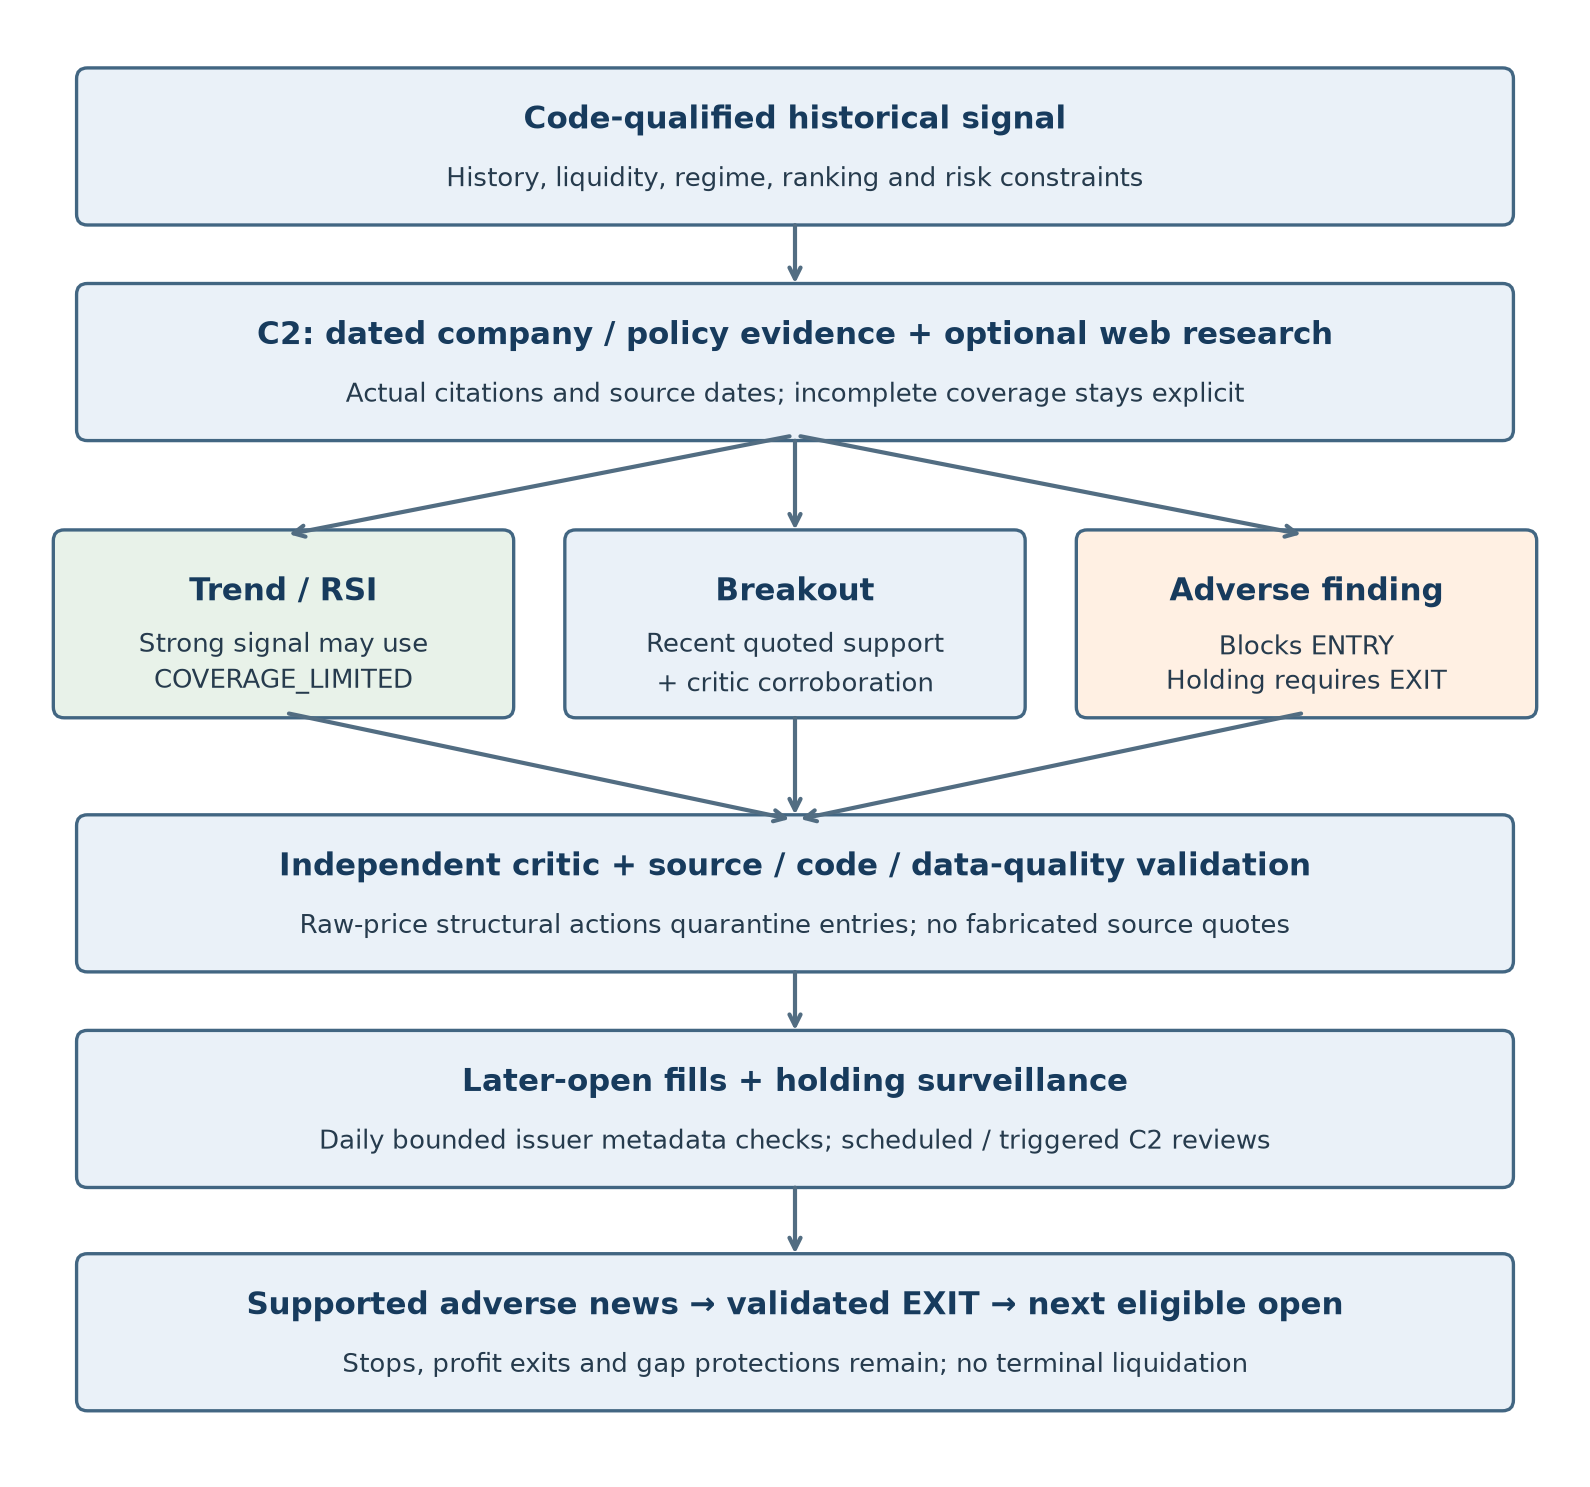 Code-qualified historical signal
History, liquidity, regime, ranking and risk constraints
C2: dated company / policy evidence + optional web research
Actual citations and source dates; incomplete coverage stays explicit
Trend / RSI
Strong signal may use
COVERAGE_LIMITED
Breakout
Recent quoted support
+ critic corroboration
Adverse finding
Blocks ENTRY
Holding requires EXIT
Independent critic + source / code / data-quality validation
Raw-price structural actions quarantine entries; no fabricated source quotes
Later-open fills + holding surveillance
Daily bounded issuer metadata checks; scheduled / triggered C2 reviews
Supported adverse news → validated EXIT → next eligible open
Stops, profit exits and gap protections remain; no terminal liquidation